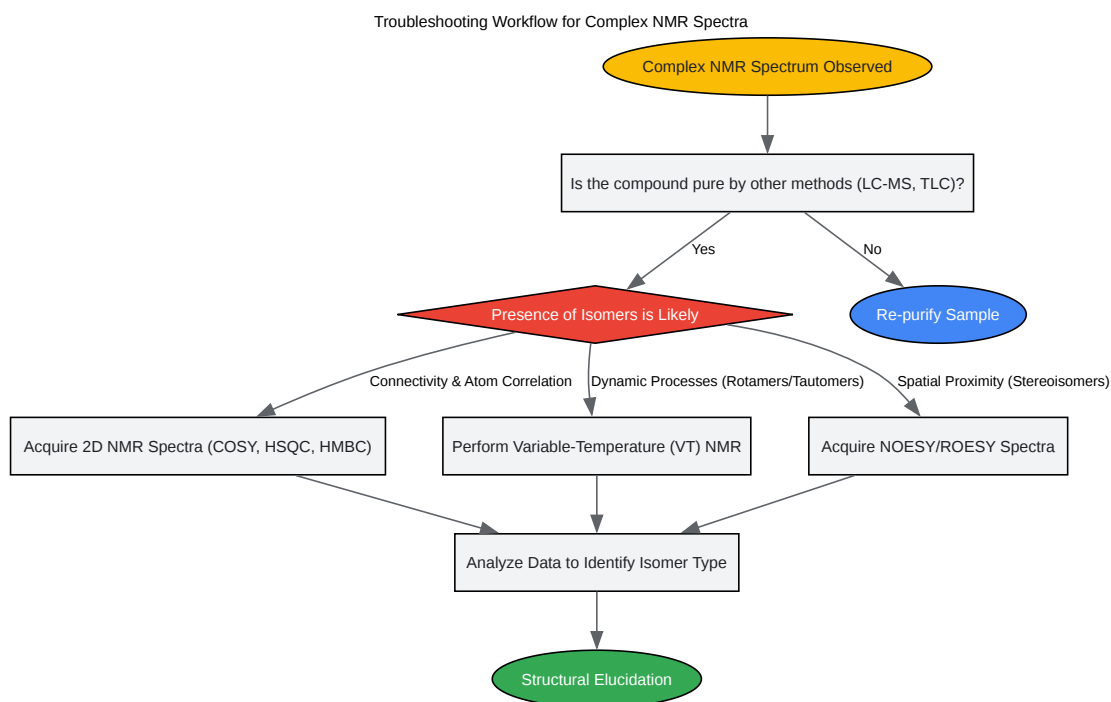 Troubleshooting Workflow for Complex NMR Spectra
Complex NMR Spectrum Observed
Is the compound pure by other methods (LC-MS, TLC)?
Yes
No
Presence of Isomers is Likely
Re-purify Sample
Connectivity & Atom Correlation
Dynamic Processes (Rotamers/Tautomers)
Spatial Proximity (Stereoisomers)
Acquire 2D NMR Spectra (COSY, HSQC, HMBC)
Perform Variable-Temperature (VT) NMR
Acquire NOESY/ROESY Spectra
Analyze Data to Identify Isomer Type
Structural Elucidation